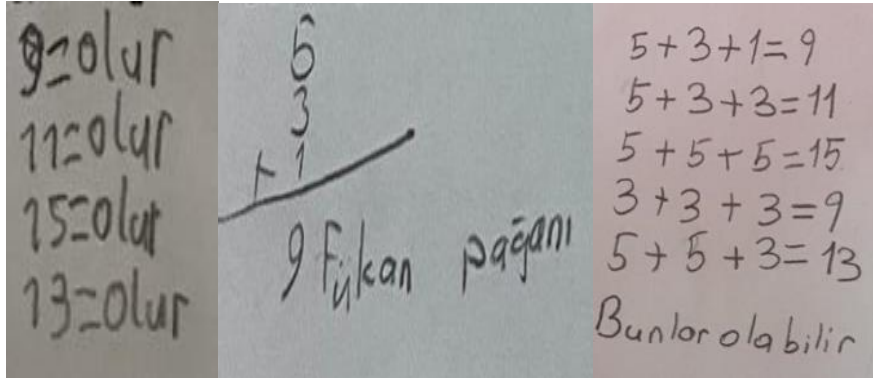 9=olur
11=olur
15=olur
13=olur
5
3
+ 1
9 Fukan pağanı
5+3+1=9
5+3+3=11
5+5+5=15
3+3+3=9
5+5+3=13
Bunlar olabilir